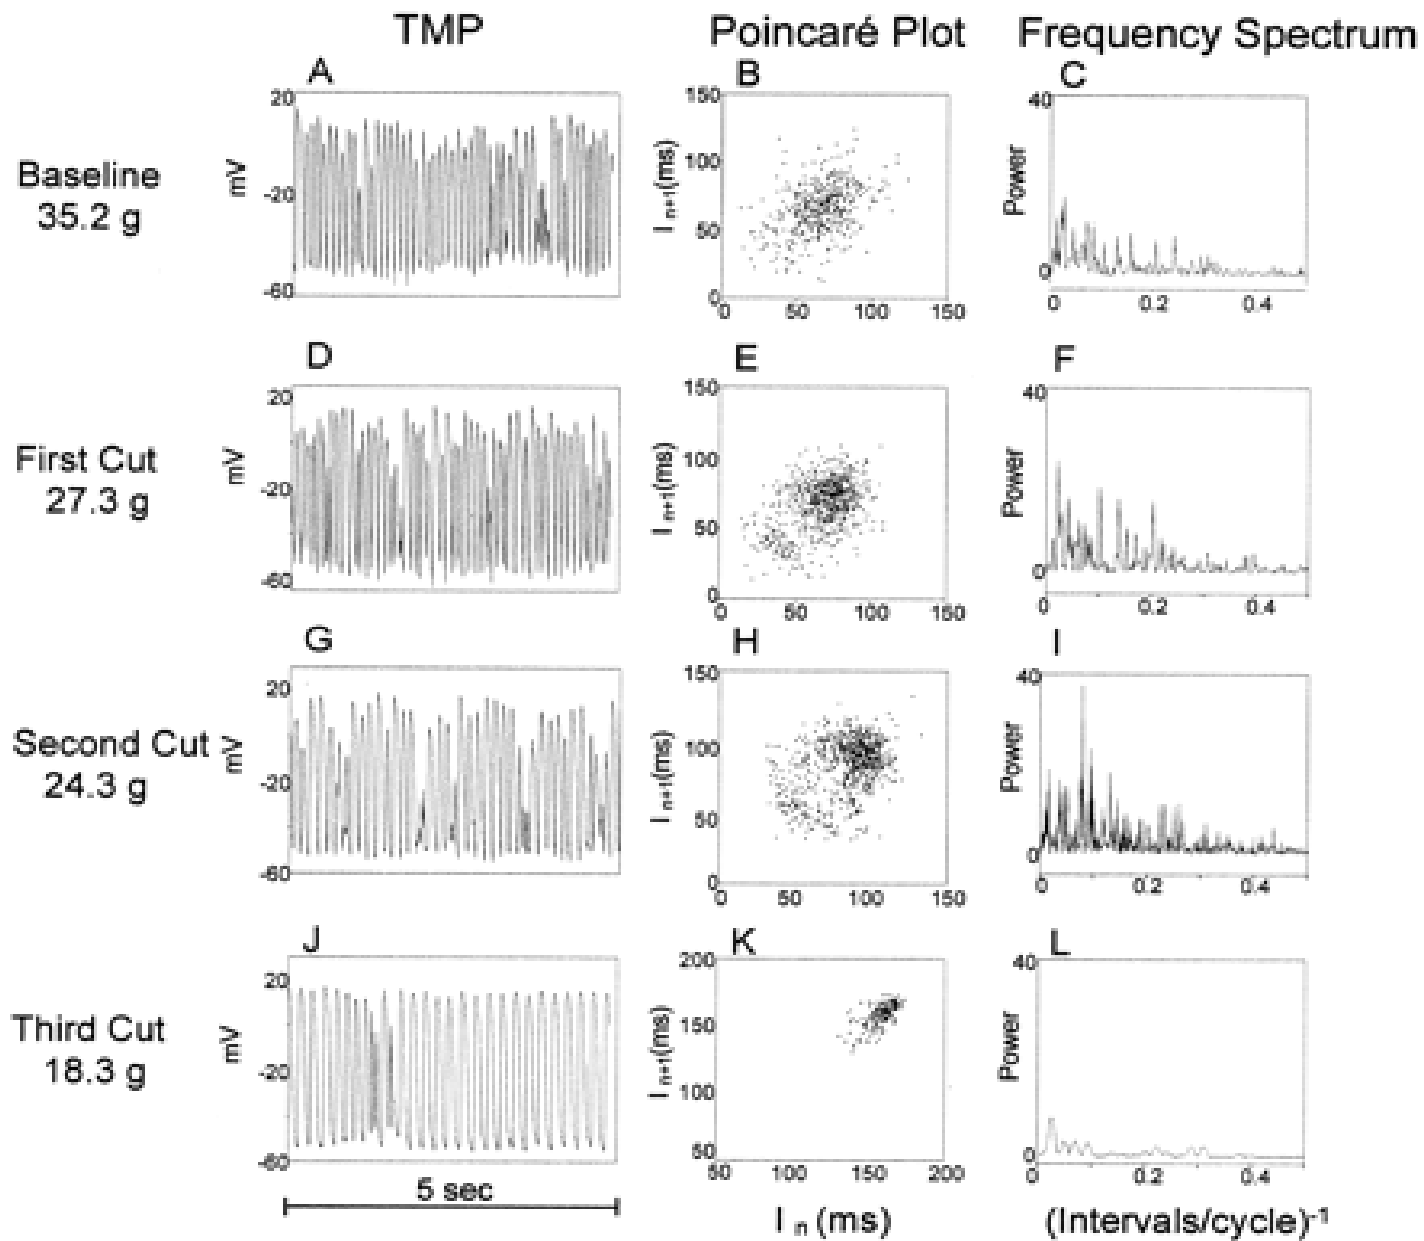 TMP Poincaré Plot Frequency Spectrum
A B C
Baseline
35.2 g
mV
20
-20
-60
I n+1(ms)
150
100
50
0
0 50 100 150
Power
40
0
0 0.2 0.4
D E F
First Cut
27.3 g
mV
20
-20
-60
I n+1(ms)
150
100
50
0
0 50 100 150
Power
40
0
0 0.2 0.4
G H I
Second Cut
24.3 g
mV
20
-20
-60
I n+1(ms)
150
100
50
0
0 50 100 150
Power
40
0
0 0.2 0.4
J K L
Third Cut
18.3 g
mV
20
-20
-60
I n+1(ms)
200
150
100
50
50 100 150 200
Power
40
0
0 0.2 0.4
5 sec
I n (ms)
(Intervals/cycle)-1